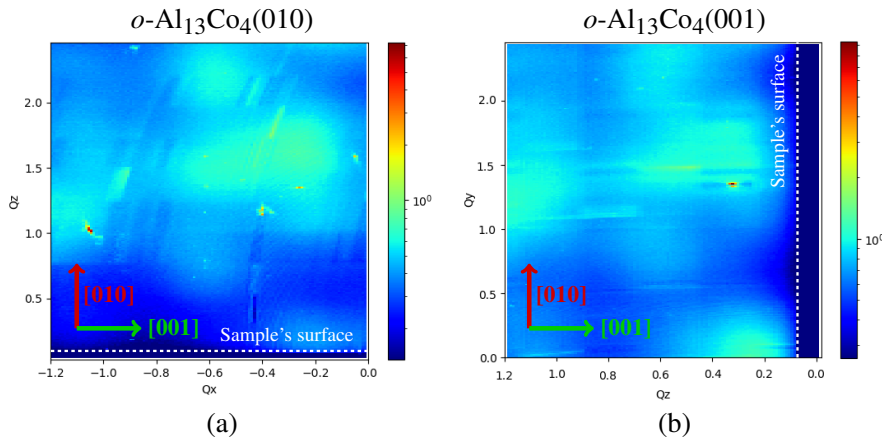 o-Al13Co4(010)
2.0
1.5
1.0
0.5
Qz
[010]
[001]
Sample's surface
−1.2
−1.0
−0.8
−0.6
−0.4
−0.2
0.0
Qx
10⁰
(a)
o-Al13Co4(001)
2.0
1.5
1.0
0.5
0.0
Qy
Sample's surface
[010]
[001]
1.2
1.0
0.8
0.6
0.4
0.2
0.0
Qz
10⁰
(b)